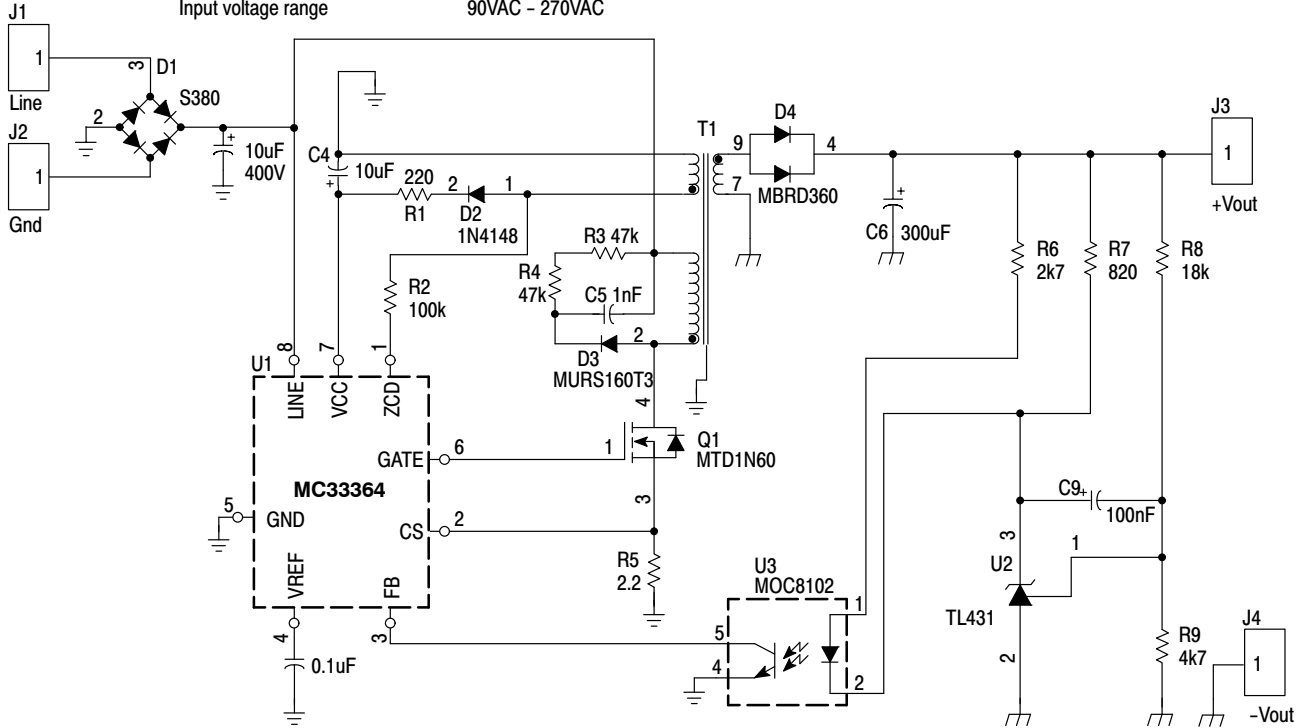 Input voltage range 90VAC – 270VAC
J1
1
Line
J2
1
Gnd
3
D1
2
S380
+
10uF
400V
C4
+
10uF
220
R1
2
D2
1N4148
1
R2
100k
R3 47k
R4
47k
C5 1nF
D3
MURS160T3
2
T1
9
7
D4
MBRD360
4
+
C6 300uF
J3
1
+Vout
R6
2k7
R7
820
R8
18k
U1
8
7
1
LINE
VCC
ZCD
GATE
6
MC33364
5
GND
CS
2
VREF
FB
4
3
0.1uF
4
1
Q1
MTD1N60
3
R5
2.2
U3
MOC8102
5
4
1
2
C9
+
100nF
3
U2
1
TL431
2
R9
4k7
J4
1
–Vout